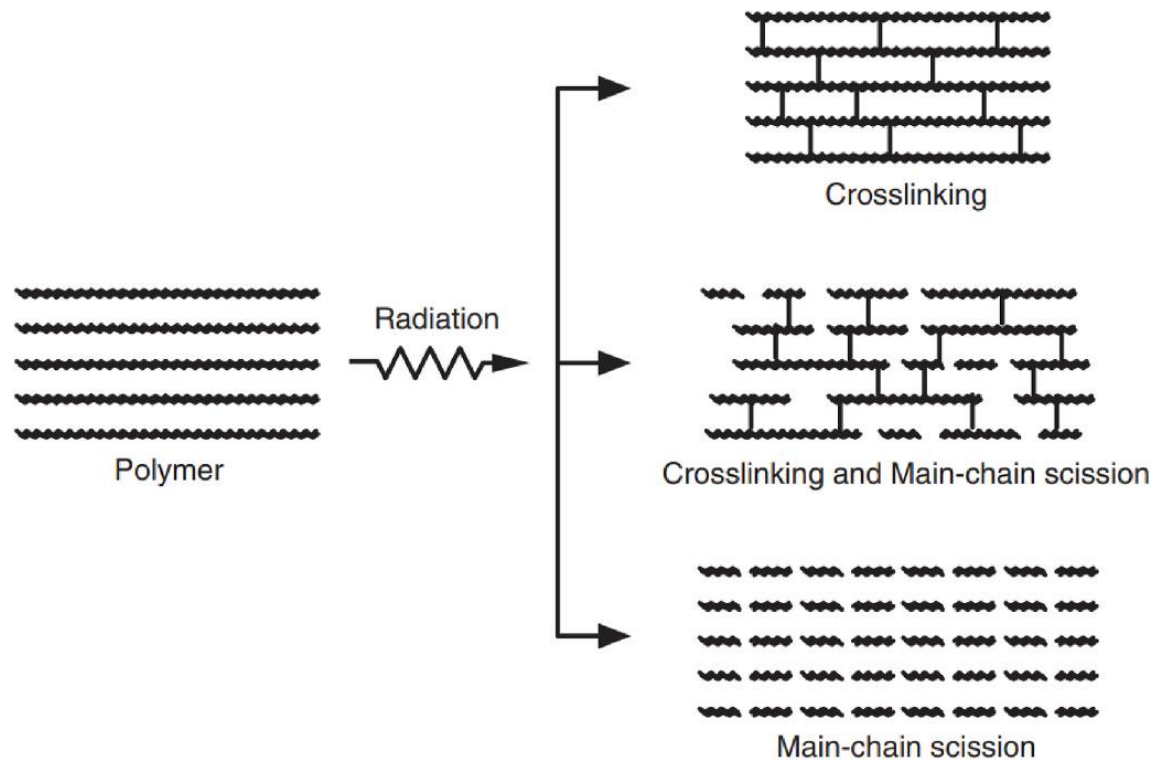 Crosslinking
Radiation
Polymer
Crosslinking and Main-chain scission
Main-chain scission